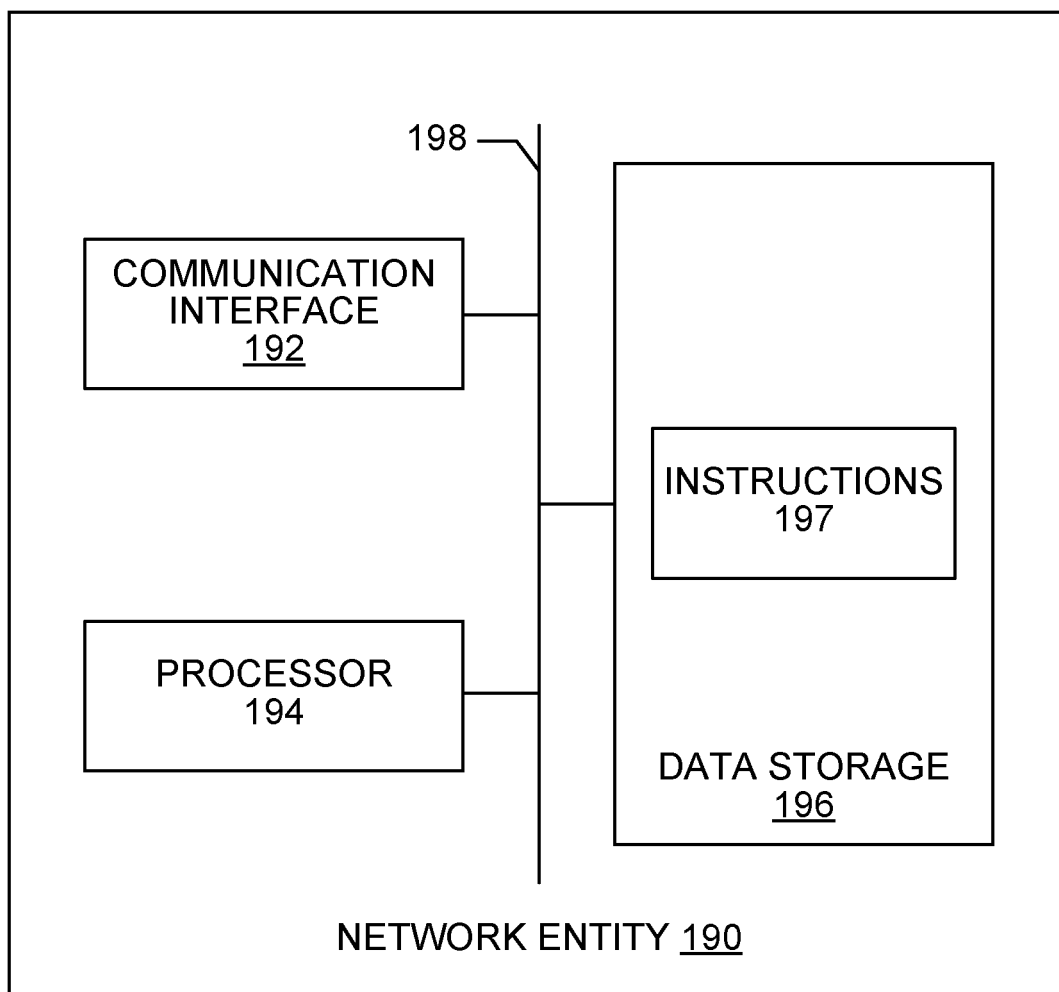 198
COMMUNICATION
INTERFACE
192
INSTRUCTIONS
197
PROCESSOR
194
DATA STORAGE
196
NETWORK ENTITY 190